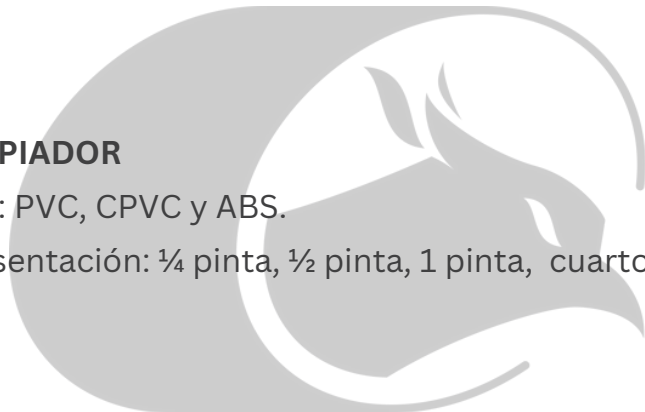 PIADOR
: PVC, CPVC y ABS.
sentación: ¼ pinta, ½ pinta, 1 pinta, cuarto